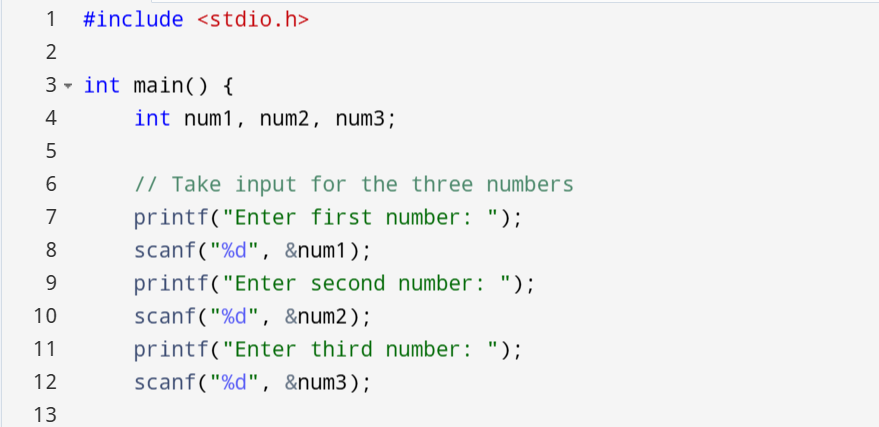 1 #include <stdio.h>
2
3 int main() {
4 int num1, num2, num3;
5
6 // Take input for the three numbers
7 printf("Enter first number: ");
8 scanf("%d", &num1);
9 printf("Enter second number: ");
10 scanf("%d", &num2);
11 printf("Enter third number: ");
12 scanf("%d", &num3);
13